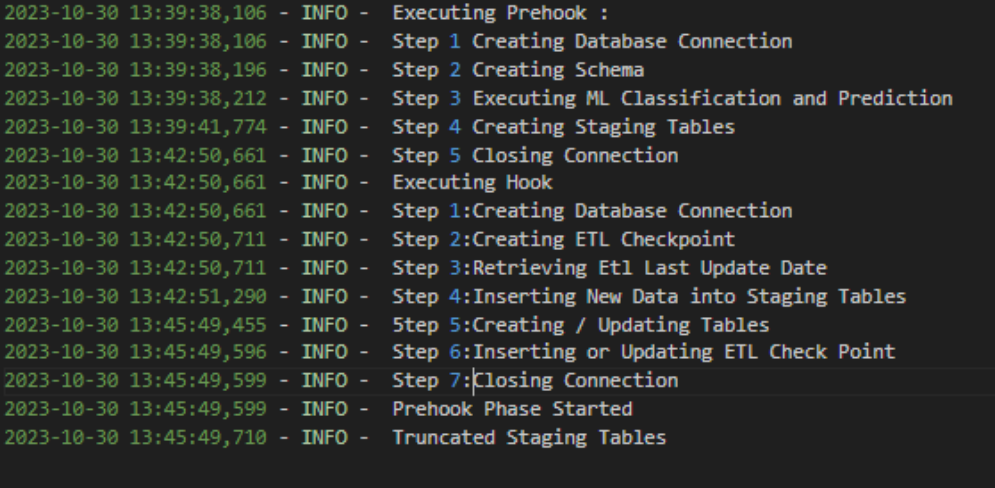 2023-10-30 13:39:38,106 - INFO - Executing Prehook :
2023-10-30 13:39:38,106 - INFO - Step 1 Creating Database Connection
2023-10-30 13:39:38,196 - INFO - Step 2 Creating Schema
2023-10-30 13:39:38,212 - INFO - Step 3 Executing ML Classification and Prediction
2023-10-30 13:39:41,774 - INFO - Step 4 Creating Staging Tables
2023-10-30 13:42:50,661 - INFO - Step 5 Closing Connection
2023-10-30 13:42:50,661 - INFO - Executing Hook
2023-10-30 13:42:50,661 - INFO - Step 1:Creating Database Connection
2023-10-30 13:42:50,711 - INFO - Step 2:Creating ETL Checkpoint
2023-10-30 13:42:50,711 - INFO - Step 3:Retrieving Etl Last Update Date
2023-10-30 13:42:51,290 - INFO - Step 4:Inserting New Data into Staging Tables
2023-10-30 13:45:49,455 - INFO - 5tep 5:Creating / Updating Tables
2023-10-30 13:45:49,596 - INFO - Step 6:Inserting or Updating ETL Check Point
2023-10-30 13:45:49,599 - INFO - Step 7:Closing Connection
2023-10-30 13:45:49,599 - INFO - Prehook Phase Started
2023-10-30 13:45:49,710 - INFO - Truncated Staging Tables